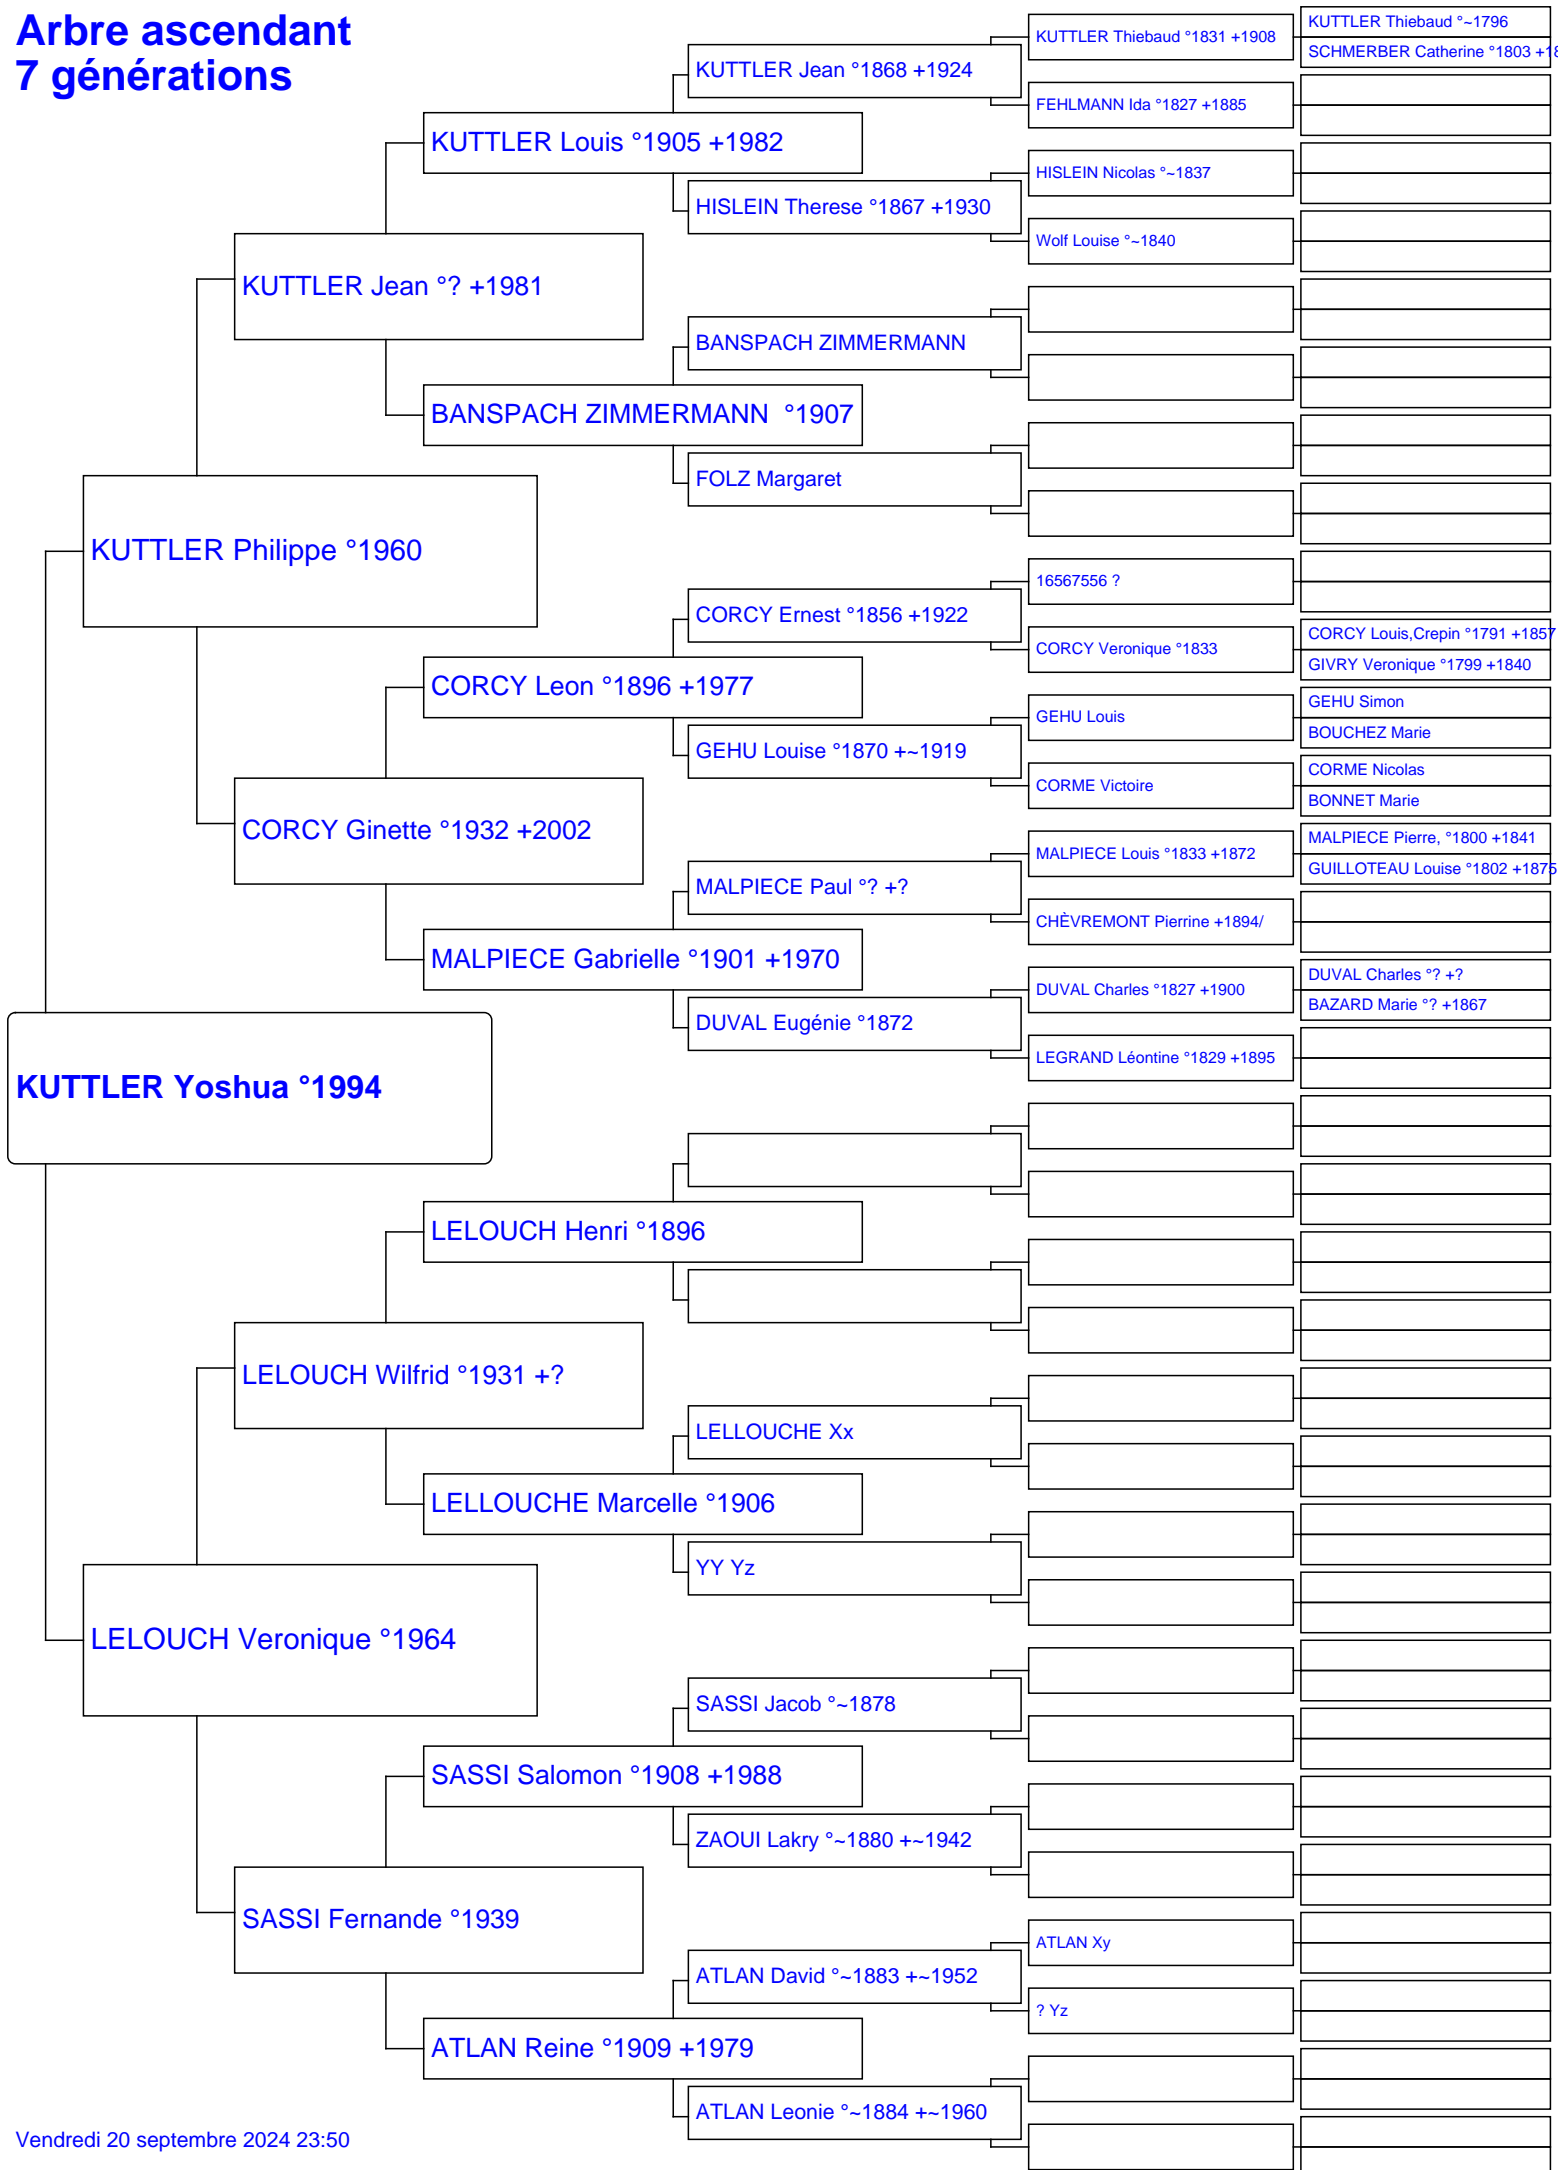 Arbre ascendant
7 générations
KUTTLER Thiebaud °~1796
KUTTLER Thiebaud °1831 +1908
SCHMERBER Catherine °1803 +18
KUTTLER Jean °1868 +1924
FEHLMANN Ida °1827 +1885
KUTTLER Louis °1905 +1982
HISLEIN Nicolas °~1837
HISLEIN Therese °1867 +1930
Wolf Louise °~1840
KUTTLER Jean °? +1981
BANSPACH ZIMMERMANN
BANSPACH ZIMMERMANN  °1907
FOLZ Margaret
KUTTLER Philippe °1960
16567556 ?
CORCY Ernest °1856 +1922
CORCY Louis,Crepin °1791 +1857
CORCY Veronique °1833
GIVRY Veronique °1799 +1840
CORCY Leon °1896 +1977
GEHU Simon
GEHU Louis
BOUCHEZ Marie
GEHU Louise °1870 +~1919
CORME Nicolas
CORME Victoire
BONNET Marie
CORCY Ginette °1932 +2002
MALPIECE Pierre, °1800 +1841
MALPIECE Louis °1833 +1872
GUILLOTEAU Louise °1802 +1875
MALPIECE Paul °? +?
CHÈVREMONT Pierrine +1894/
MALPIECE Gabrielle °1901 +1970
DUVAL Charles °? +?
DUVAL Charles °1827 +1900
BAZARD Marie °? +1867
DUVAL Eugénie °1872
LEGRAND Léontine °1829 +1895
KUTTLER Yoshua °1994
LELOUCH Henri °1896
LELOUCH Wilfrid °1931 +?
LELLOUCHE Xx
LELLOUCHE Marcelle °1906
YY Yz
LELOUCH Veronique °1964
SASSI Jacob °~1878
SASSI Salomon °1908 +1988
ZAOUI Lakry °~1880 +~1942
SASSI Fernande °1939
ATLAN Xy
ATLAN David °~1883 +~1952
? Yz
ATLAN Reine °1909 +1979
ATLAN Leonie °~1884 +~1960
Vendredi 20 septembre 2024 23:50